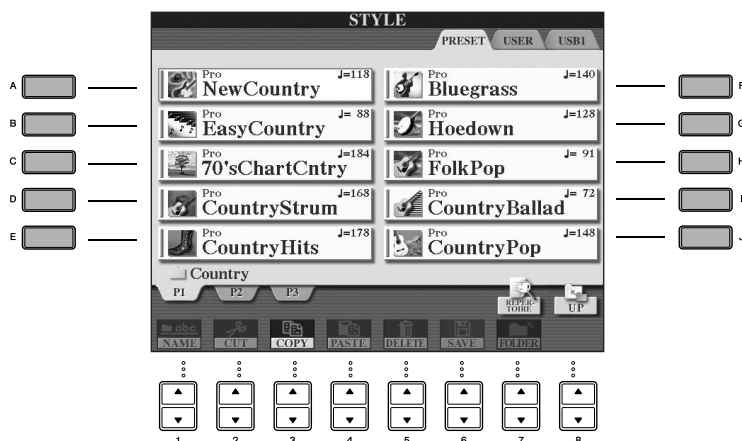 STYLE
PRESET USER USB1
A
Pro
NewCountry
♩=118
Pro
Bluegrass
♩=140
F
B
Pro
EasyCountry
♩= 88
Pro
Hoedown
♩=128
G
C
Pro
70'sChartCntry
♩=184
Pro
FolkPop
♩= 91
H
D
Pro
CountryStrum
♩=168
Pro
CountryBallad
♩= 72
I
E
Pro
CountryHits
♩=178
Pro
CountryPop
♩=148
Country
P1 P2 P3
REPER-
TOIRE
UP
abc
NAME CUT COPY PASTE DELETE SAVE FOLDER
1 2 3 4 5 6 7 8